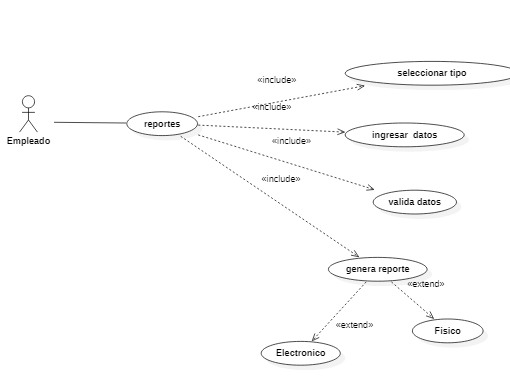 seleccionar tipo
«include»
«include»
reportes
ingresar  datos
Empleado
«include»
«include»
valida datos
genera reporte
«extend»
«extend»
Fisico
Electronico